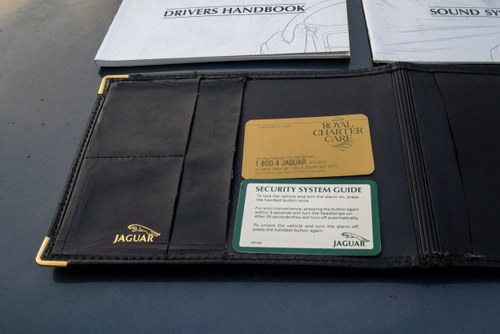 DRIVERS HANDBOOK
SOUND SY
ROYAL
CHARTER
CARE
1 800 4 JAGUAR
SECURITY SYSTEM GUIDE
To lock the vehicle and turn the alarm on, press
the handset button once.
For your convenience, pressing the button again
within 3 seconds will turn the headlamps on.
After 25 seconds they will turn off automatically.
To unlock the vehicle and turn the alarm off,
press the handset button again.
JAGUAR
JAGUAR